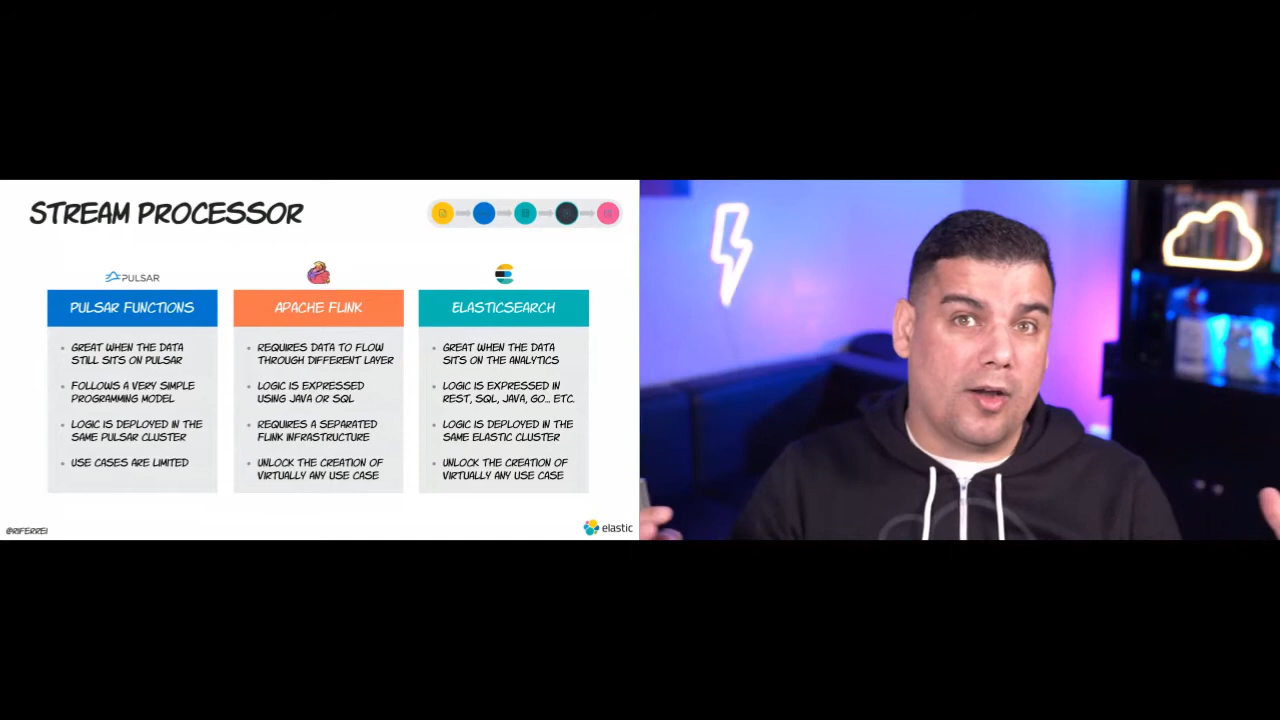 STREAM PROCESSOR
PULSAR
PULSAR FUNCTIONS
GREAT WHEN THE DATA
STILL SITS ON PULSAR
FOLLOWS A VERY SIMPLE
PROGRAMMING MODEL
LOGIC IS DEPLOYED IN THE
SAME PULSAR CLUSTER
USE CASES ARE LIMITED
APACHE FLINK
REQUIRES DATA TO FLOW
THROUGH DIFFERENT LAYER
LOGIC IS EXPRESSED
USING JAVA OR SQL
REQUIRES A SEPARATED
FLINK INFRASTRUCTURE
UNLOCK THE CREATION OF
VIRTUALLY ANY USE CASE
ELASTICSEARCH
GREAT WHEN THE DATA
SITS ON THE ANALYTICS
LOGIC IS EXPRESSED IN
REST, SQL, JAVA, GO... ETC.
LOGIC IS DEPLOYED IN THE
SAME ELASTIC CLUSTER
UNLOCK THE CREATION OF
VIRTUALLY ANY USE CASE
@RIFERREI
elastic